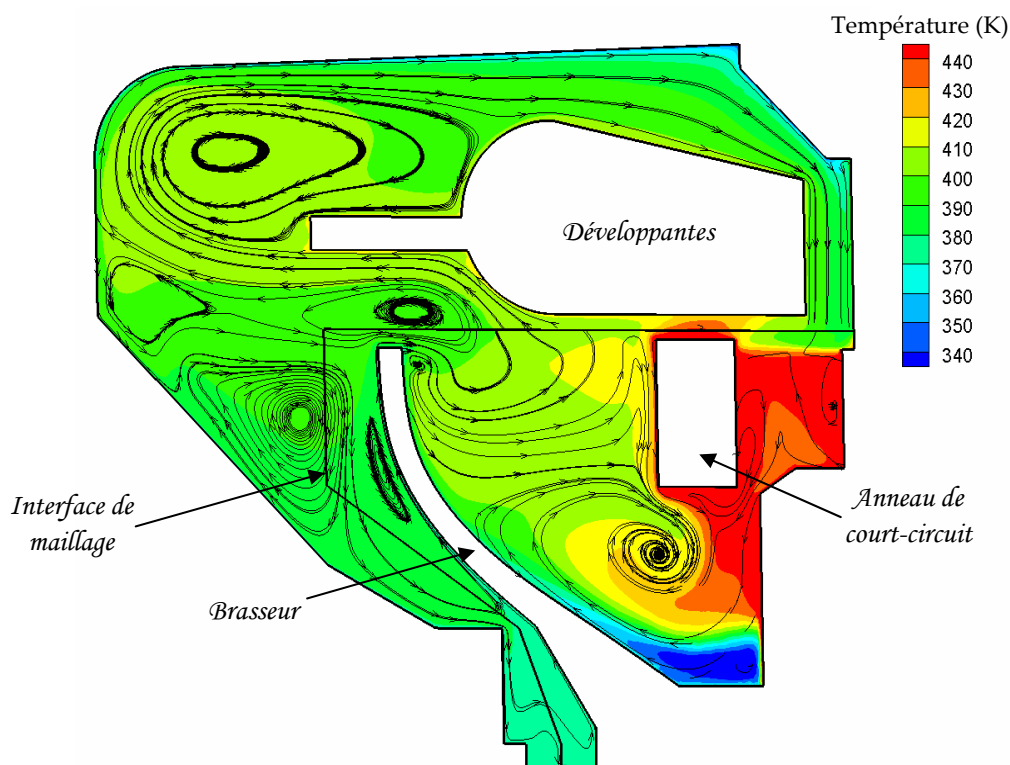 Température (K)
440
430
420
410
400
390
380
370
360
350
340
Développantes
Interface de
maillage
Brasseur
Anneau de
court-circuit